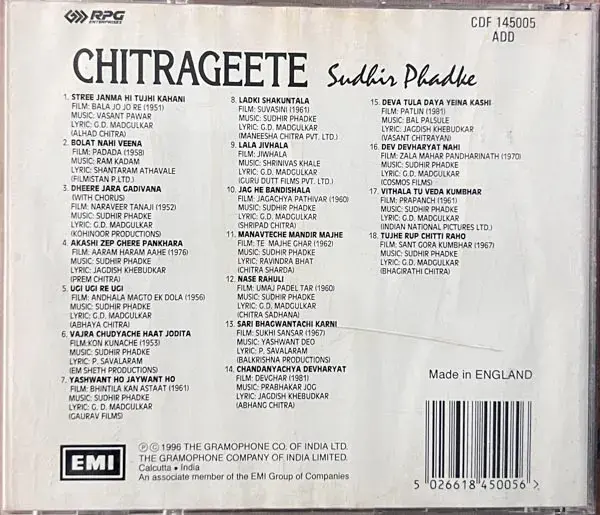 RPG
ENTERPRISES
CDF 145005
ADD
CHITRAGEETE Sudhir Phadke
1. STREE JANMA HI TUJHI KAHANI
FILM: BALA JO JO RE (1951)
MUSIC: VASANT PAWAR
LYRIC: G.D. MADGULKAR
(ALHAD CHITRA)
2. BOLAT NAHI VEENA
FILM: PADADA (1958)
MUSIC: RAM KADAM
LYRIC: SHANTARAM ATHAVALE
(FILMISTAN P.LTD.)
3. DHEERE JARA GADIVANA
(WITH CHORUS)
FILM: NARAVEER TANAJI (1952)
MUSIC: SUDHIR PHADKE
LYRIC: G.D. MADGULKAR
(KOHINOOR PRODUCTIONS)
4. AKASHI ZEP GHERE PANKHARA
FILM: AARAM HARAM AAHE (1976)
MUSIC: SUDHIR PHADKE
LYRIC: JAGDISH KHEBUDKAR
(PREM CHITRA)
5. UGI UGI RE UGI
FILM: ANDHALA MAGTO EK DOLA (1956)
MUSIC: SUDHIR PHADKE
LYRIC: G.D. MADGULKAR
(ABHAYA CHITRA)
6. VAJRA CHUDYACHE HAAT JODITA
FILM:KON KUNACHE (1953)
MUSIC: SUDHIR PHADKE
LYRIC: P. SAVALARAM
(EM SHETH PRODUCTIONS)
7. YASHWANT HO JAYWANT HO
FILM: BHINTILA KAN ASTAAT (1961)
MUSIC: SUDHIR PHADKE
LYRIC: G. D. MADGULKAR
(GAURAV FILMS)
8. LADKI SHAKUNTALA
FILM: SUVASINI (1961)
MUSIC: SUDHIR PHADKE
LYRIC: G.D. MADGULKAR
(MANEESHA CHITRA PVT. LTD.)
9. LALA JIVHALA
FILM: JIWHALA
MUSIC: SHRINIVAS KHALE
LYRIC: G.D. MADGULKAR
(GURU DUTT FILMS PVT. LTD.)
10. JAG HE BANDISHALA
FILM: JAGACHYA PATHIVAR (1960)
MUSIC: SUDHIR PHADKE
LYRIC: G.D. MADGULKAR
(SHRIPAD CHITRA)
11. MANAVTECHE MANDIR MAJHE
FILM: TE MAJHE GHAR (1962)
MUSIC: SUDHIR PHADKE
LYRIC: RAVINDRA BHAT
(CHITRA SHARDA)
12. NASE RAHULI
FILM: UMAJ PADEL TAR (1960)
MUSIC: SUDHIR PHADKE
LYRIC: G.D. MADGULKAR
(CHITRA SADHANA)
13. SARI BHAGWANTACHI KARNI
FILM: SUKHI SANSAR (1967)
MUSIC: YASHWANT DEO
LYRIC: P. SAVALARAM
(BALKRISHNA PRODUCTIONS)
14. CHANDANYACHYA DEVHARYAT
FILM: DEVGHAR (1981)
MUSIC: PRABHAKAR JOG
LYRIC: JAGDISH KHEBUDKAR
(ABHANG CHITRA)
15. DEVA TULA DAYA YEINA KASHI
FILM: PATLIN (1981)
MUSIC: BAL PALSULE
LYRIC: JAGDISH KHEBUDKAR
(VASANT CHITRAYAN)
16. DEV DEVHARYAT NAHI
FILM: ZALA MAHAR PANDHARINATH (1970)
MUSIC: SUDHIR PHADKE
LYRIC: G.D. MADGULKAR
(COSMOS FILMS)
17. VITHALA TU VEDA KUMBHAR
FILM: PRAPANCH (1961)
MUSIC: SUDHIR PHADKE
LYRIC: G.D. MADGULKAR
(INDIAN NATIONAL PICTURES LTD.)
18. TUJHE RUP CHITTI RAHO
FILM: SANT GORA KUMBHAR (1967)
MUSIC: SUDHIR PHADKE
LYRIC: G.D. MADGULKAR
(BHAGIRATHI CHITRA)
Made in ENGLAND
EMI
Ⓟ © 1996 THE GRAMOPHONE CO. OF INDIA LTD.
THE GRAMOPHONE COMPANY OF INDIA LIMITED.
Calcutta • India
An associate member of the EMI Group of Companies
5 026618 450056 >